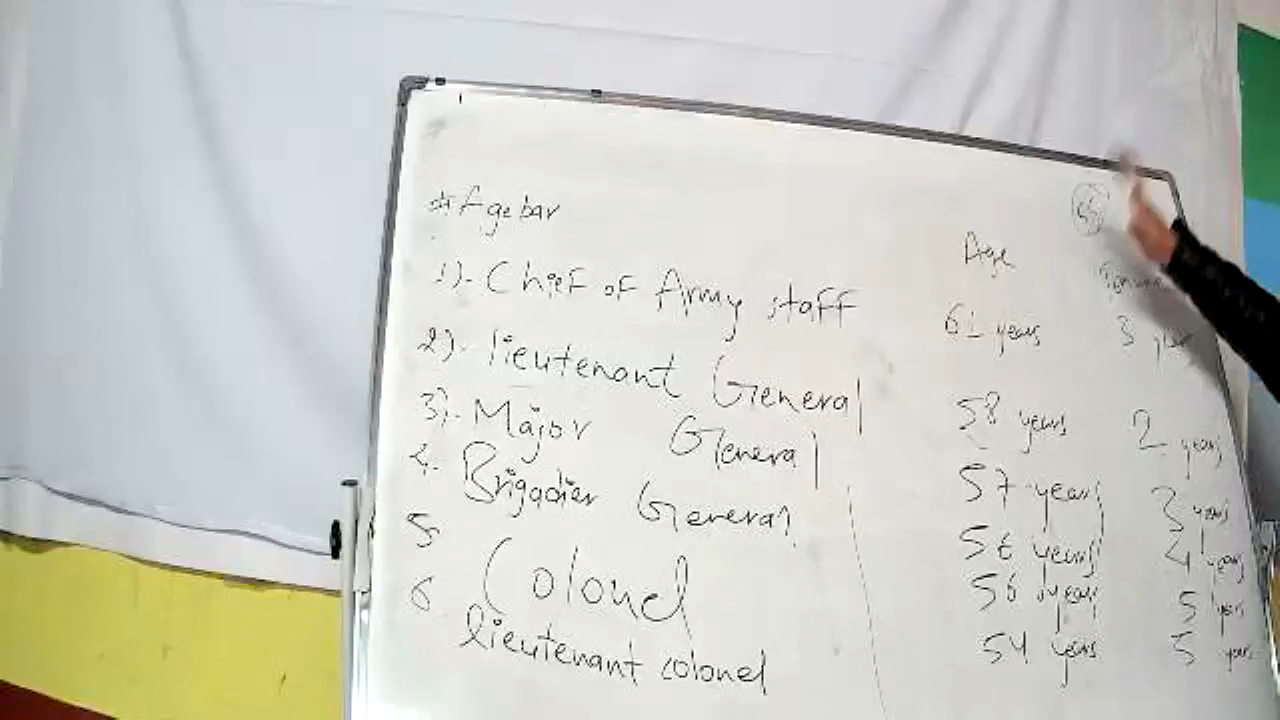 * Agebar
Age
1). Chief of Army staff 61 years 3
2). lieutenant General 58 years 2 years
3). Major General 57 years 3 years
4. Brigadier General 56 years 4 years
5 Colonel 56 years 5 years
6 lieutenant colonel 54 years 5 years